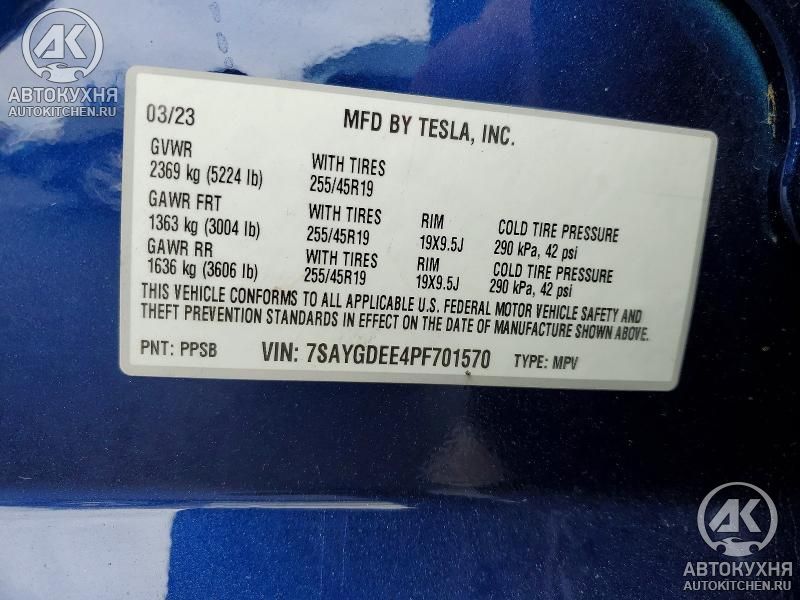 АК
АВТОКУХНЯ
AUTOKITCHEN.RU
03/23 MFD BY TESLA, INC.
GVWR
2369 kg (5224 lb)
WITH TIRES
255/45R19
GAWR FRT
1363 kg (3004 lb)
WITH TIRES
255/45R19
RIM
19X9.5J
COLD TIRE PRESSURE
290 kPa, 42 psi
GAWR RR
1636 kg (3606 lb)
WITH TIRES
255/45R19
RIM
19X9.5J
COLD TIRE PRESSURE
290 kPa, 42 psi
THIS VEHICLE CONFORMS TO ALL APPLICABLE U.S. FEDERAL MOTOR VEHICLE SAFETY AND
THEFT PREVENTION STANDARDS IN EFFECT ON THE DATE OF MANUFACTURE SHOWN ABOVE.
PNT: PPSB VIN: 7SAYGDEE4PF701570 TYPE: MPV
АК
АВТОКУХНЯ
AUTOKITCHEN.RU